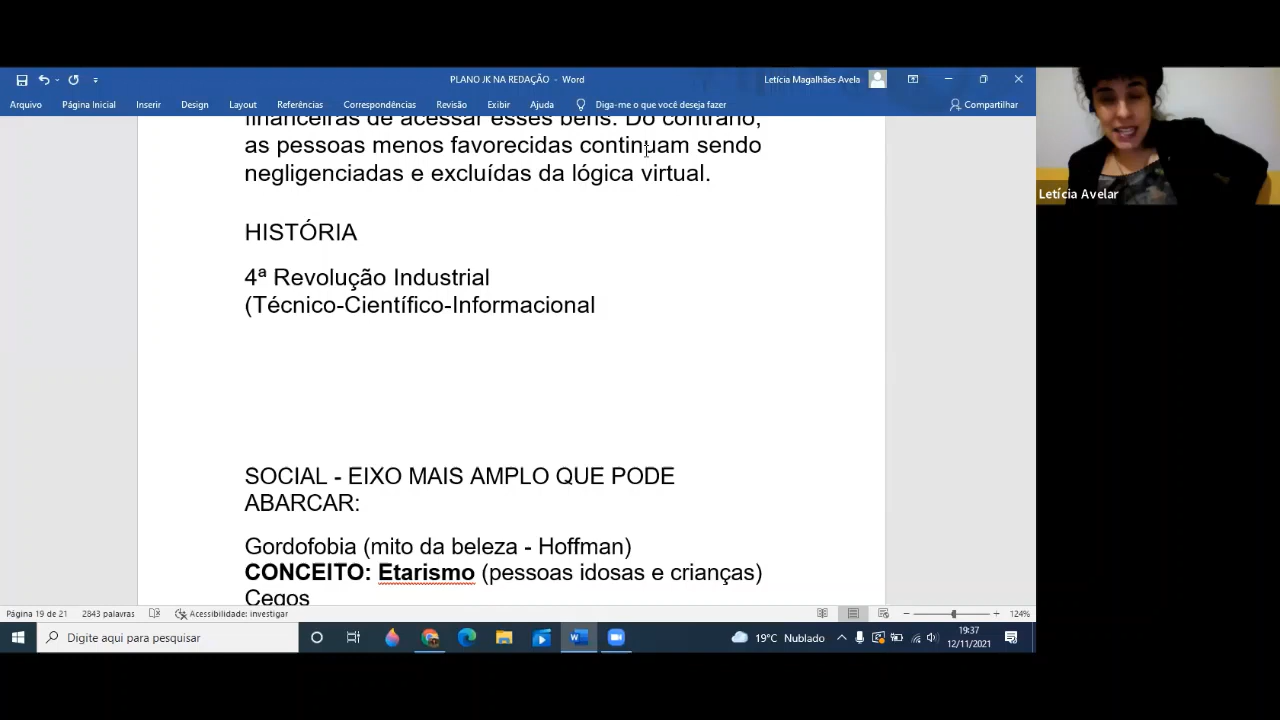 PLANO JK NA REDAÇÃO - Word
Letícia Magalhães Avela
Arquivo Página Inicial Inserir Design Layout Referências Correspondências Revisão Exibir Ajuda Diga-me o que você deseja fazer Compartilhar
financeiras de acessar esses bens. Do contrário,
as pessoas menos favorecidas continuam sendo
negligenciadas e excluídas da lógica virtual.
Letícia Avelar
HISTÓRIA
4ª Revolução Industrial
(Técnico-Científico-Informacional
SOCIAL - EIXO MAIS AMPLO QUE PODE
ABARCAR:
Gordofobia (mito da beleza - Hoffman)
CONCEITO: Etarismo (pessoas idosas e crianças)
Cegos
Página 19 de 21 2843 palavras Acessibilidade: investigar 124%
Digite aqui para pesquisar 19°C Nublado 19:37
12/11/2021